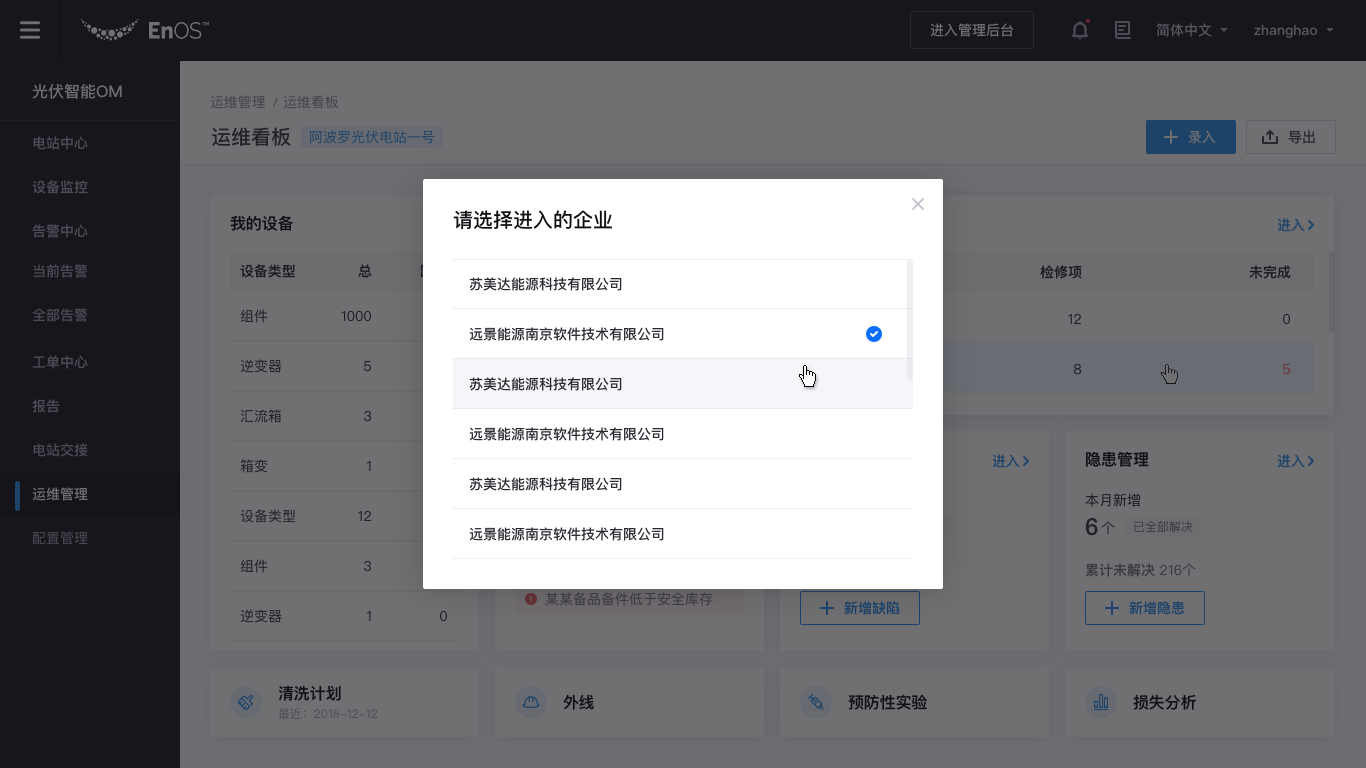 EnOS™
进入管理后台
简体中文
zhanghao
光伏智能OM
电站中心
设备监控
告警中心
当前告警
全部告警
工单中心
报告
电站交接
运维管理
配置管理
运维管理 / 运维看板
运维看板 阿波罗光伏电站一号
录入
导出
我的设备
设备类型 总
组件 1000
逆变器 5
汇流箱 3
箱变 1
设备类型 12
组件 3
逆变器 1 0
进入
检修项 未完成
12 0
8 5
请选择进入的企业
苏美达能源科技有限公司
远景能源南京软件技术有限公司
苏美达能源科技有限公司
远景能源南京软件技术有限公司
苏美达能源科技有限公司
远景能源南京软件技术有限公司
某某备品备件低于安全库存
进入
新增缺陷
隐患管理 进入
本月新增
6个 已全部解决
累计未解决 216个
新增隐患
清洗计划
最近：2018-12-12
外线
预防性实验
损失分析